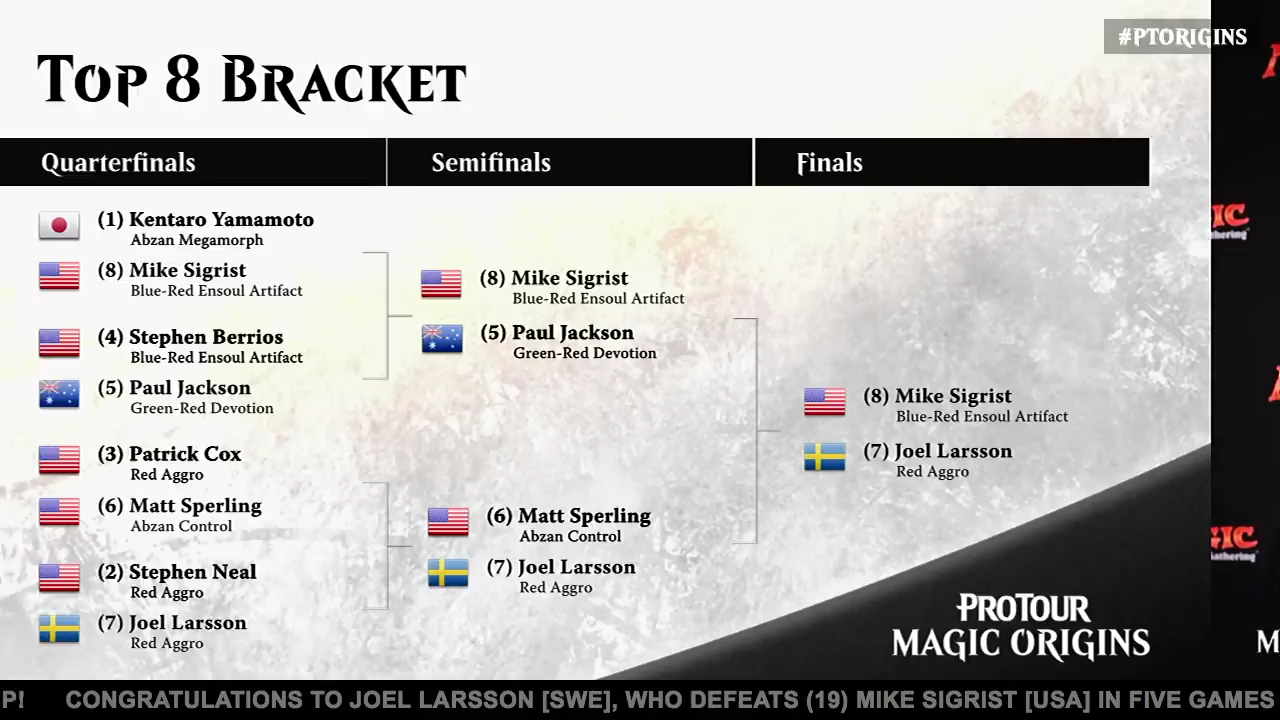 #PTORIGINS
Top 8 Bracket
Quarterfinals
Semifinals
Finals
(1) Kentaro Yamamoto
Abzan Megamorph
(8) Mike Sigrist
Blue-Red Ensoul Artifact
(4) Stephen Berrios
Blue-Red Ensoul Artifact
(5) Paul Jackson
Green-Red Devotion
(3) Patrick Cox
Red Aggro
(6) Matt Sperling
Abzan Control
(2) Stephen Neal
Red Aggro
(7) Joel Larsson
Red Aggro
(8) Mike Sigrist
Blue-Red Ensoul Artifact
(5) Paul Jackson
Green-Red Devotion
(6) Matt Sperling
Abzan Control
(7) Joel Larsson
Red Aggro
(8) Mike Sigrist
Blue-Red Ensoul Artifact
(7) Joel Larsson
Red Aggro
ProTour
Magic Origins
P! CONGRATULATIONS TO JOEL LARSSON [SWE], WHO DEFEATS (19) MIKE SIGRIST [USA] IN FIVE GAMES